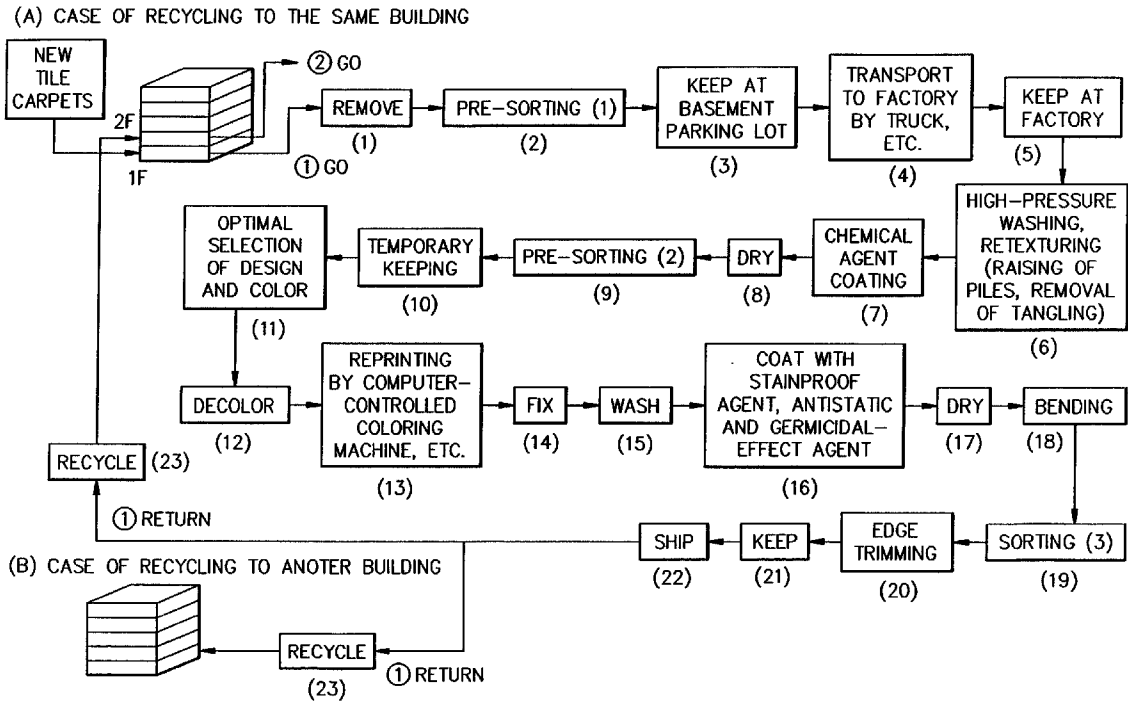 (A) CASE OF RECYCLING TO THE SAME BUILDING
NEW
TILE
CARPETS
2F
1F
② GO
① GO
REMOVE
(1)
PRE-SORTING (1)
(2)
KEEP AT
BASEMENT
PARKING LOT
(3)
TRANSPORT
TO FACTORY
BY TRUCK,
ETC.
(4)
KEEP AT
FACTORY
(5)
HIGH-PRESSURE
WASHING,
RETEXTURING
(RAISING OF
PILES, REMOVAL
OF TANGLING)
(6)
CHEMICAL
AGENT
COATING
(7)
DRY
(8)
PRE-SORTING (2)
(9)
TEMPORARY
KEEPING
(10)
OPTIMAL
SELECTION
OF DESIGN
AND COLOR
(11)
DECOLOR
(12)
REPRINTING
BY COMPUTER-
CONTROLLED
COLORING
MACHINE, ETC.
(13)
FIX
(14)
WASH
(15)
COAT WITH
STAINPROOF
AGENT, ANTISTATIC
AND GERMICIDAL-
EFFECT AGENT
(16)
DRY
(17)
BENDING
(18)
SORTING (3)
(19)
EDGE
TRIMMING
(20)
KEEP
(21)
SHIP
(22)
RECYCLE (23)
① RETURN
(B) CASE OF RECYCLING TO ANOTER BUILDING
RECYCLE
(23)
① RETURN